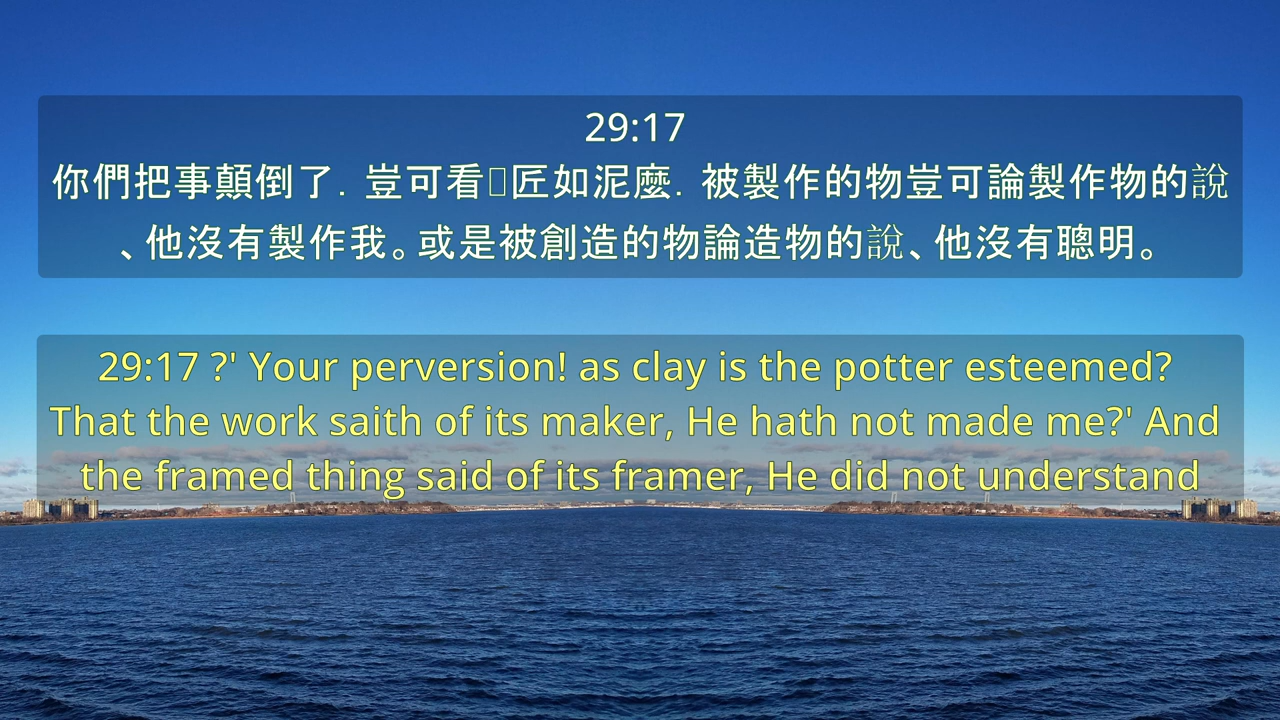 29:17
你們把事顛倒了．豈可看匠如泥麼．被製作的物豈可論製作物的說
、他沒有製作我。或是被創造的物論造物的說、他沒有聰明。
29:17 ?' Your perversion! as clay is the potter esteemed?
That the work saith of its maker, He hath not made me?' And
the framed thing said of its framer, He did not understand